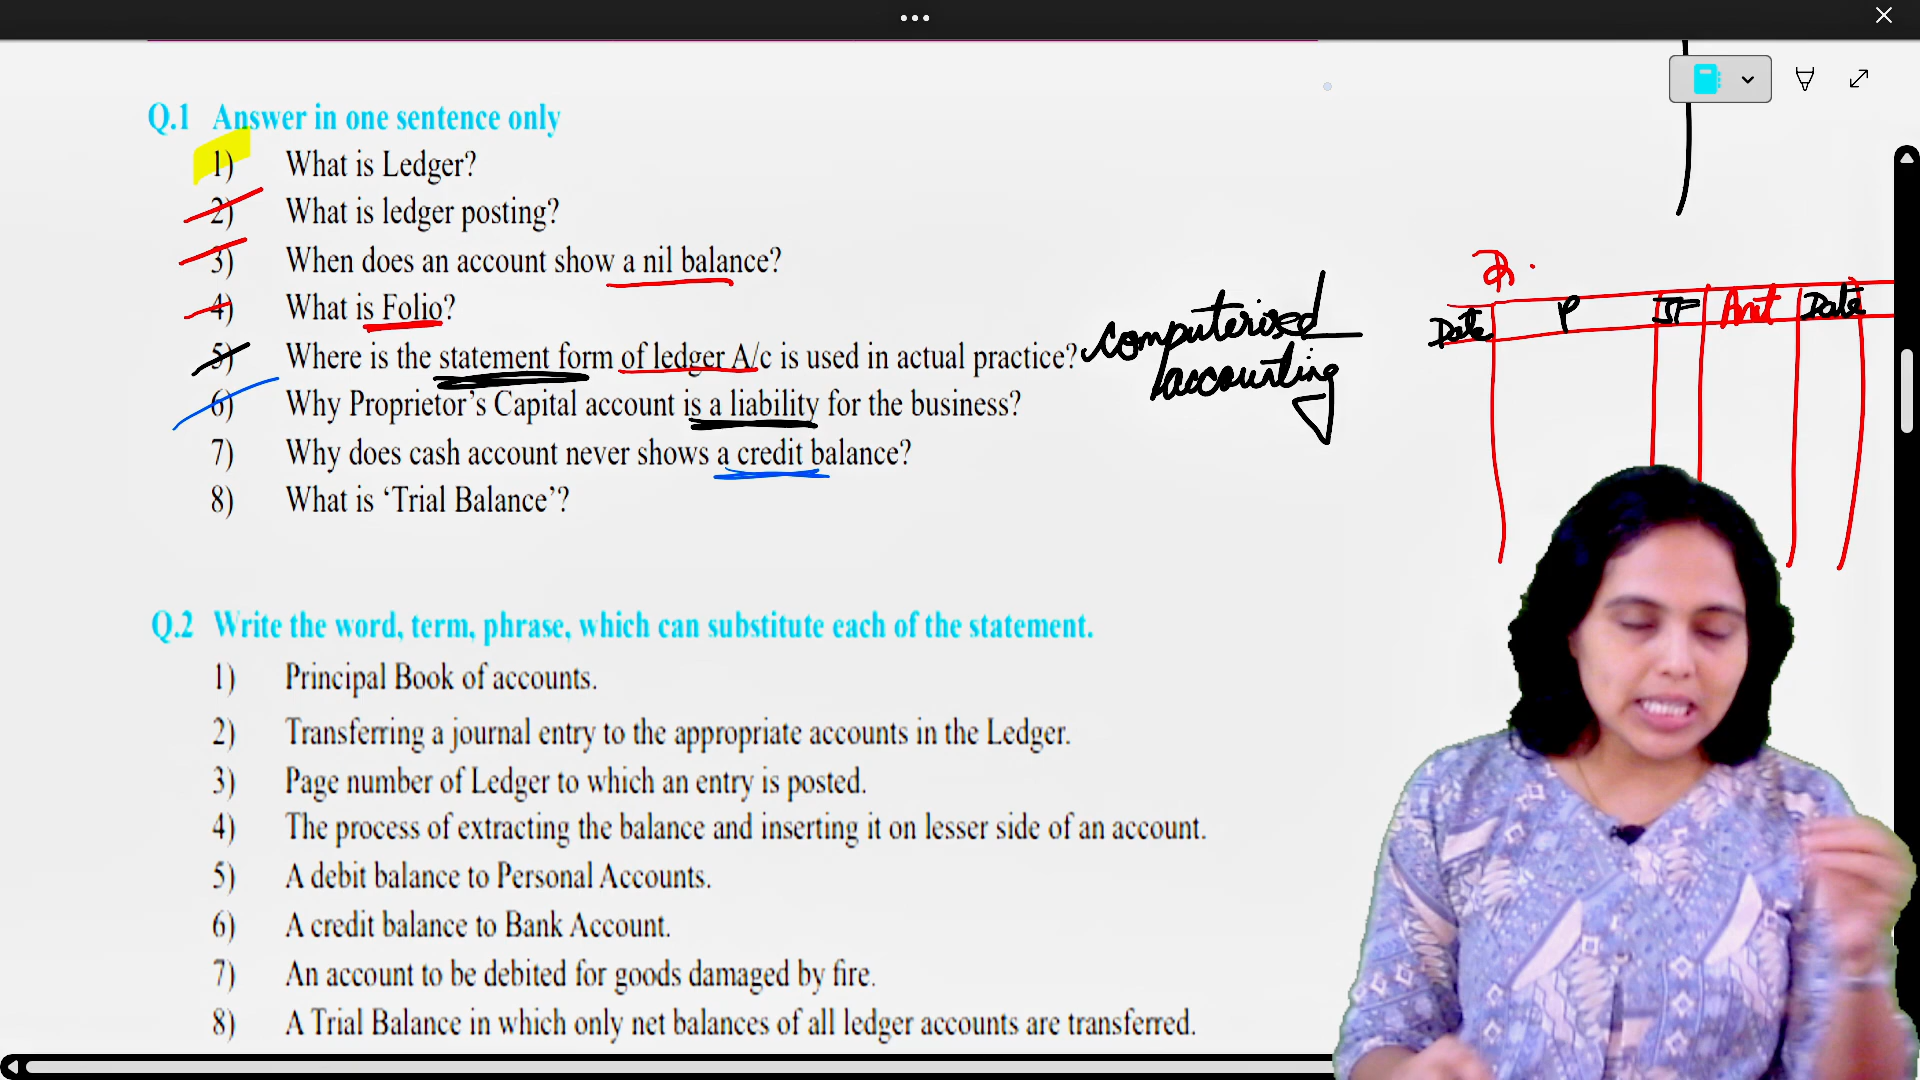 Q.1 Answer in one sentence only
1) What is Ledger?
2) What is ledger posting?
3) When does an account show a nil balance?
4) What is Folio?
5) Where is the statement form of ledger A/c is used in actual practice?
6) Why Proprietor's Capital account is a liability for the business?
7) Why does cash account never shows a credit balance?
8) What is ‘Trial Balance’?
computerised
accounting
Date P JF Amt Date
Q.2 Write the word, term, phrase, which can substitute each of the statement.
1) Principal Book of accounts.
2) Transferring a journal entry to the appropriate accounts in the Ledger.
3) Page number of Ledger to which an entry is posted.
4) The process of extracting the balance and inserting it on lesser side of an account.
5) A debit balance to Personal Accounts.
6) A credit balance to Bank Account.
7) An account to be debited for goods damaged by fire.
8) A Trial Balance in which only net balances of all ledger accounts are transferred.